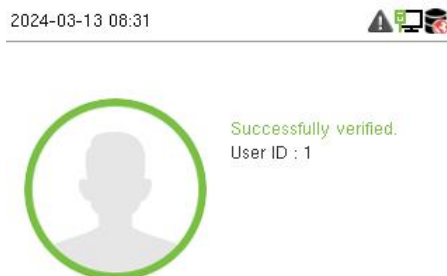 2024-03-13 08:31
Successfully verified.
User ID : 1